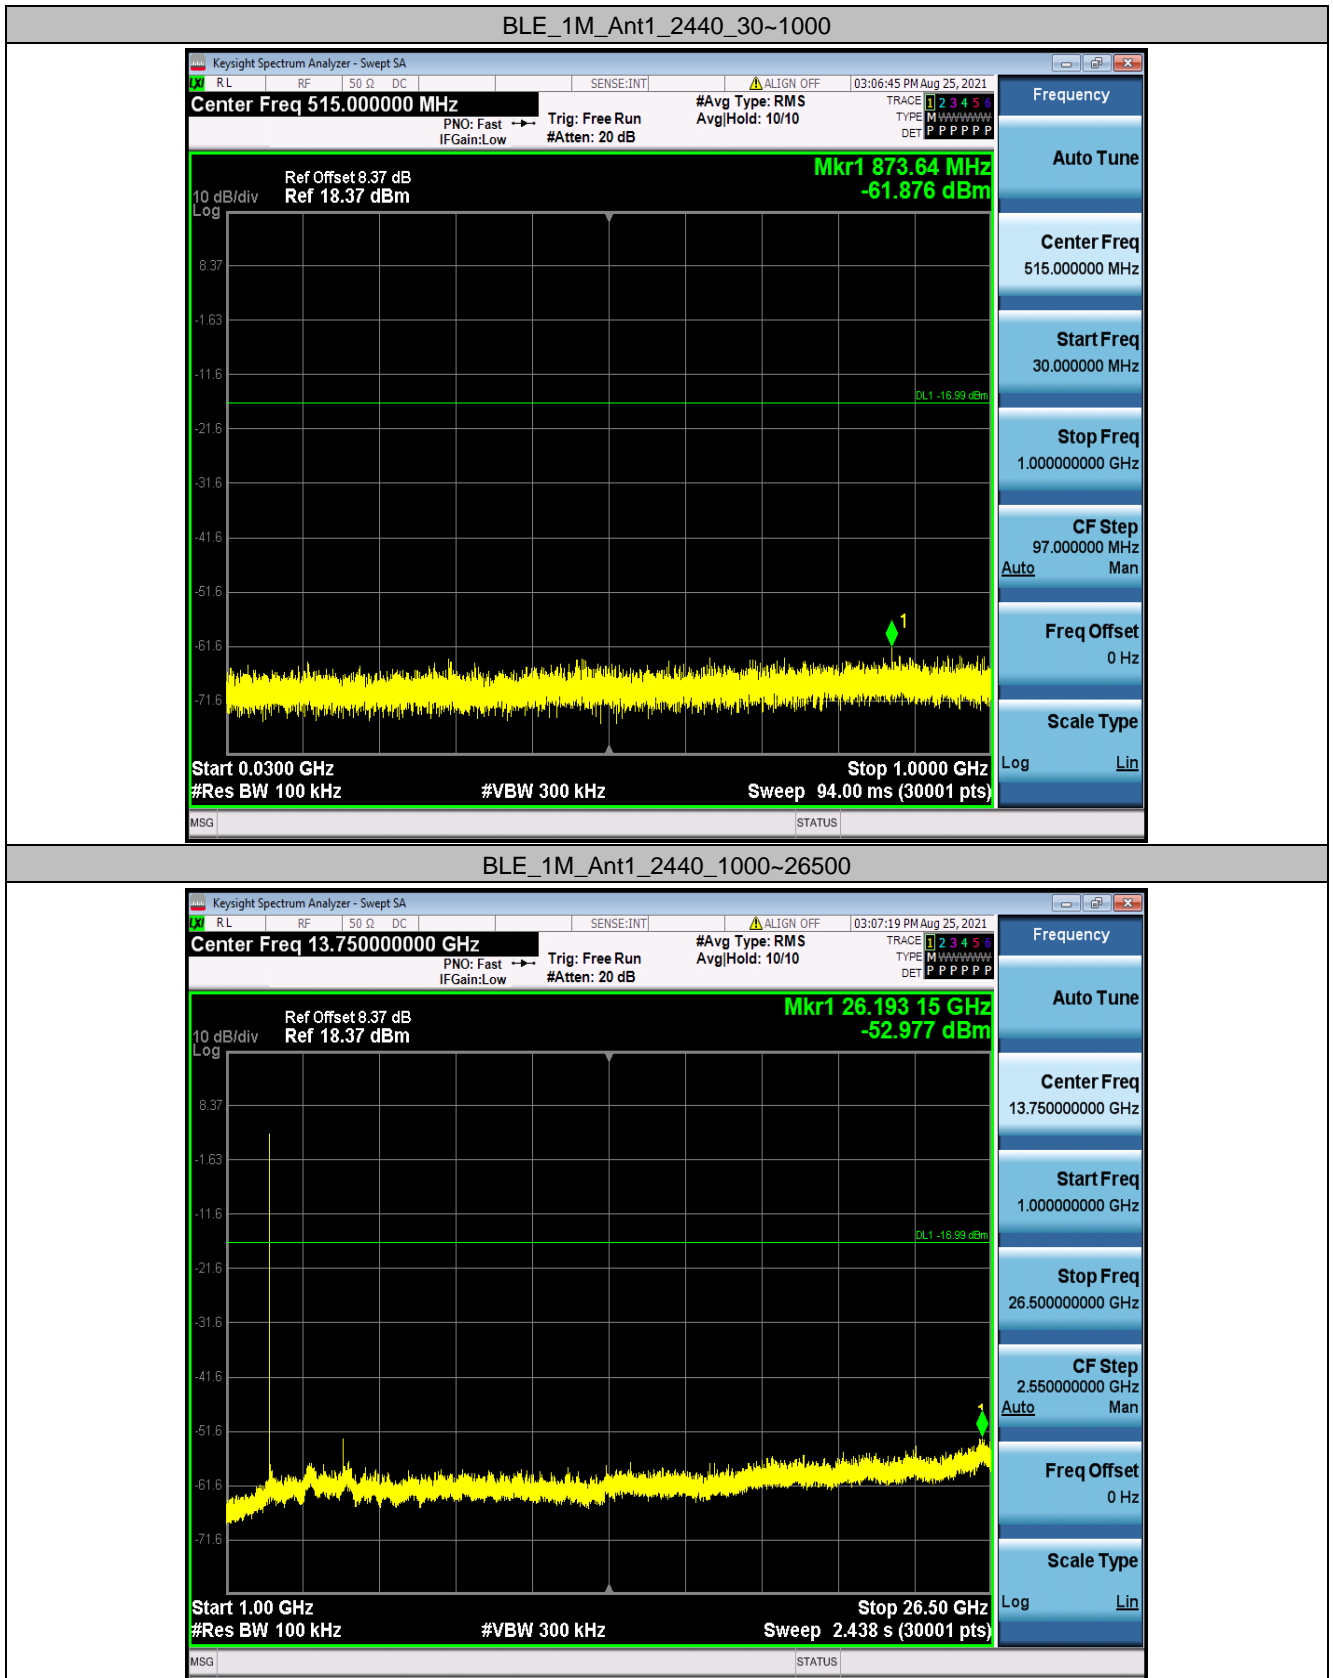 BLE_1M_Ant1_2440_30~1000
Keysight Spectrum Analyzer - Swept SA
LXI RL RF 50 Ω DC SENSE:INT ALIGN OFF 03:06:45 PM Aug 25, 2021
Center Freq 515.000000 MHz
#Avg Type: RMS
TRACE 1 2 3 4 5 6
PNO: Fast Trig: Free Run Avg|Hold: 10/10
TYPE M WWWWW
IFGain:Low #Atten: 20 dB
DET P P P P P P
Mkr1 873.64 MHz
-61.876 dBm
Ref Offset 8.37 dB
10 dB/div Ref 18.37 dBm
Log
8.37
-1.63
-11.6
DL1 -16.99 dBm
-21.6
-31.6
-41.6
-51.6
1
-61.6
-71.6
Start 0.0300 GHz Stop 1.0000 GHz
#Res BW 100 kHz #VBW 300 kHz Sweep 94.00 ms (30001 pts)
MSG STATUS
Frequency
Auto Tune
Center Freq
515.000000 MHz
Start Freq
30.000000 MHz
Stop Freq
1.000000000 GHz
CF Step
97.000000 MHz
Auto Man
Freq Offset
0 Hz
Scale Type
Log Lin
BLE_1M_Ant1_2440_1000~26500
Keysight Spectrum Analyzer - Swept SA
LXI RL RF 50 Ω DC SENSE:INT ALIGN OFF 03:07:19 PM Aug 25, 2021
Center Freq 13.750000000 GHz
#Avg Type: RMS
TRACE 1 2 3 4 5 6
PNO: Fast Trig: Free Run Avg|Hold: 10/10
TYPE M WWWWW
IFGain:Low #Atten: 20 dB
DET P P P P P P
Mkr1 26.193 15 GHz
-52.977 dBm
Ref Offset 8.37 dB
10 dB/div Ref 18.37 dBm
Log
8.37
-1.63
-11.6
DL1 -16.99 dBm
-21.6
-31.6
-41.6
1
-51.6
-61.6
-71.6
Start 1.00 GHz Stop 26.50 GHz
#Res BW 100 kHz #VBW 300 kHz Sweep 2.438 s (30001 pts)
MSG STATUS
Frequency
Auto Tune
Center Freq
13.750000000 GHz
Start Freq
1.000000000 GHz
Stop Freq
26.500000000 GHz
CF Step
2.550000000 GHz
Auto Man
Freq Offset
0 Hz
Scale Type
Log Lin